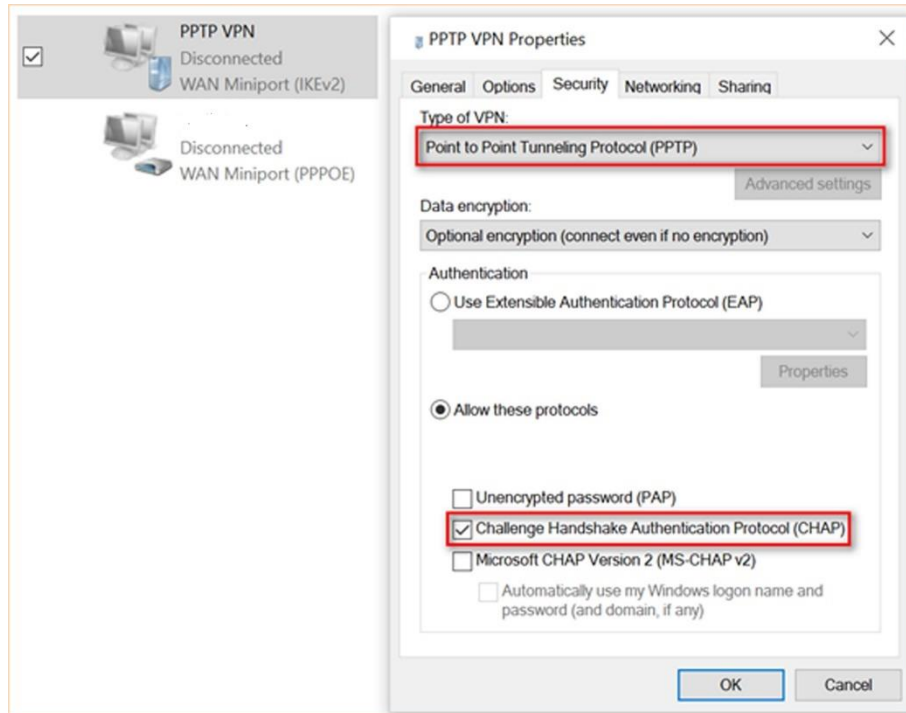 PPTP VPN
Disconnected
WAN Miniport (IKEv2)
Disconnected
WAN Miniport (PPPOE)
PPTP VPN Properties
General Options Security Networking Sharing
Type of VPN:
Point to Point Tunneling Protocol (PPTP)
Advanced settings
Data encryption:
Optional encryption (connect even if no encryption)
Authentication
Use Extensible Authentication Protocol (EAP)
Properties
Allow these protocols
Unencrypted password (PAP)
Challenge Handshake Authentication Protocol (CHAP)
Microsoft CHAP Version 2 (MS-CHAP v2)
Automatically use my Windows logon name and
password (and domain, if any)
OK Cancel